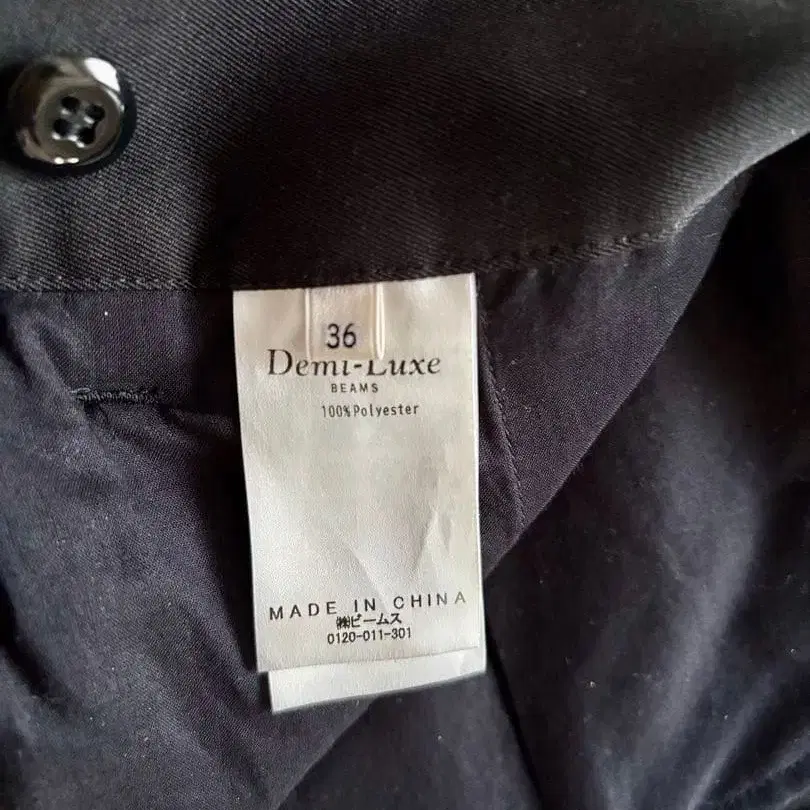 36
Demi-Luxe
BEAMS
100%Polyester
MADE IN CHINA
㈱ビームス
0120-011-301